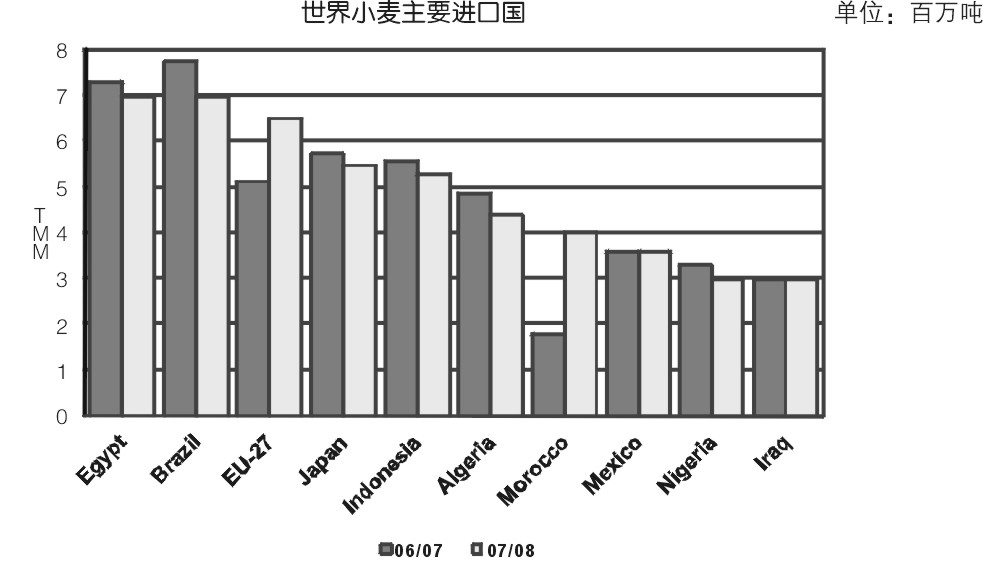 世界小麦主要进口国
单位：百万吨
8
7
6
5
4
3
2
1
0
T
M
M
Egypt
Brazil
EU-27
Japan
Indonesia
Algeria
Morocco
Mexico
Nigeria
Iraq
06/07
07/08